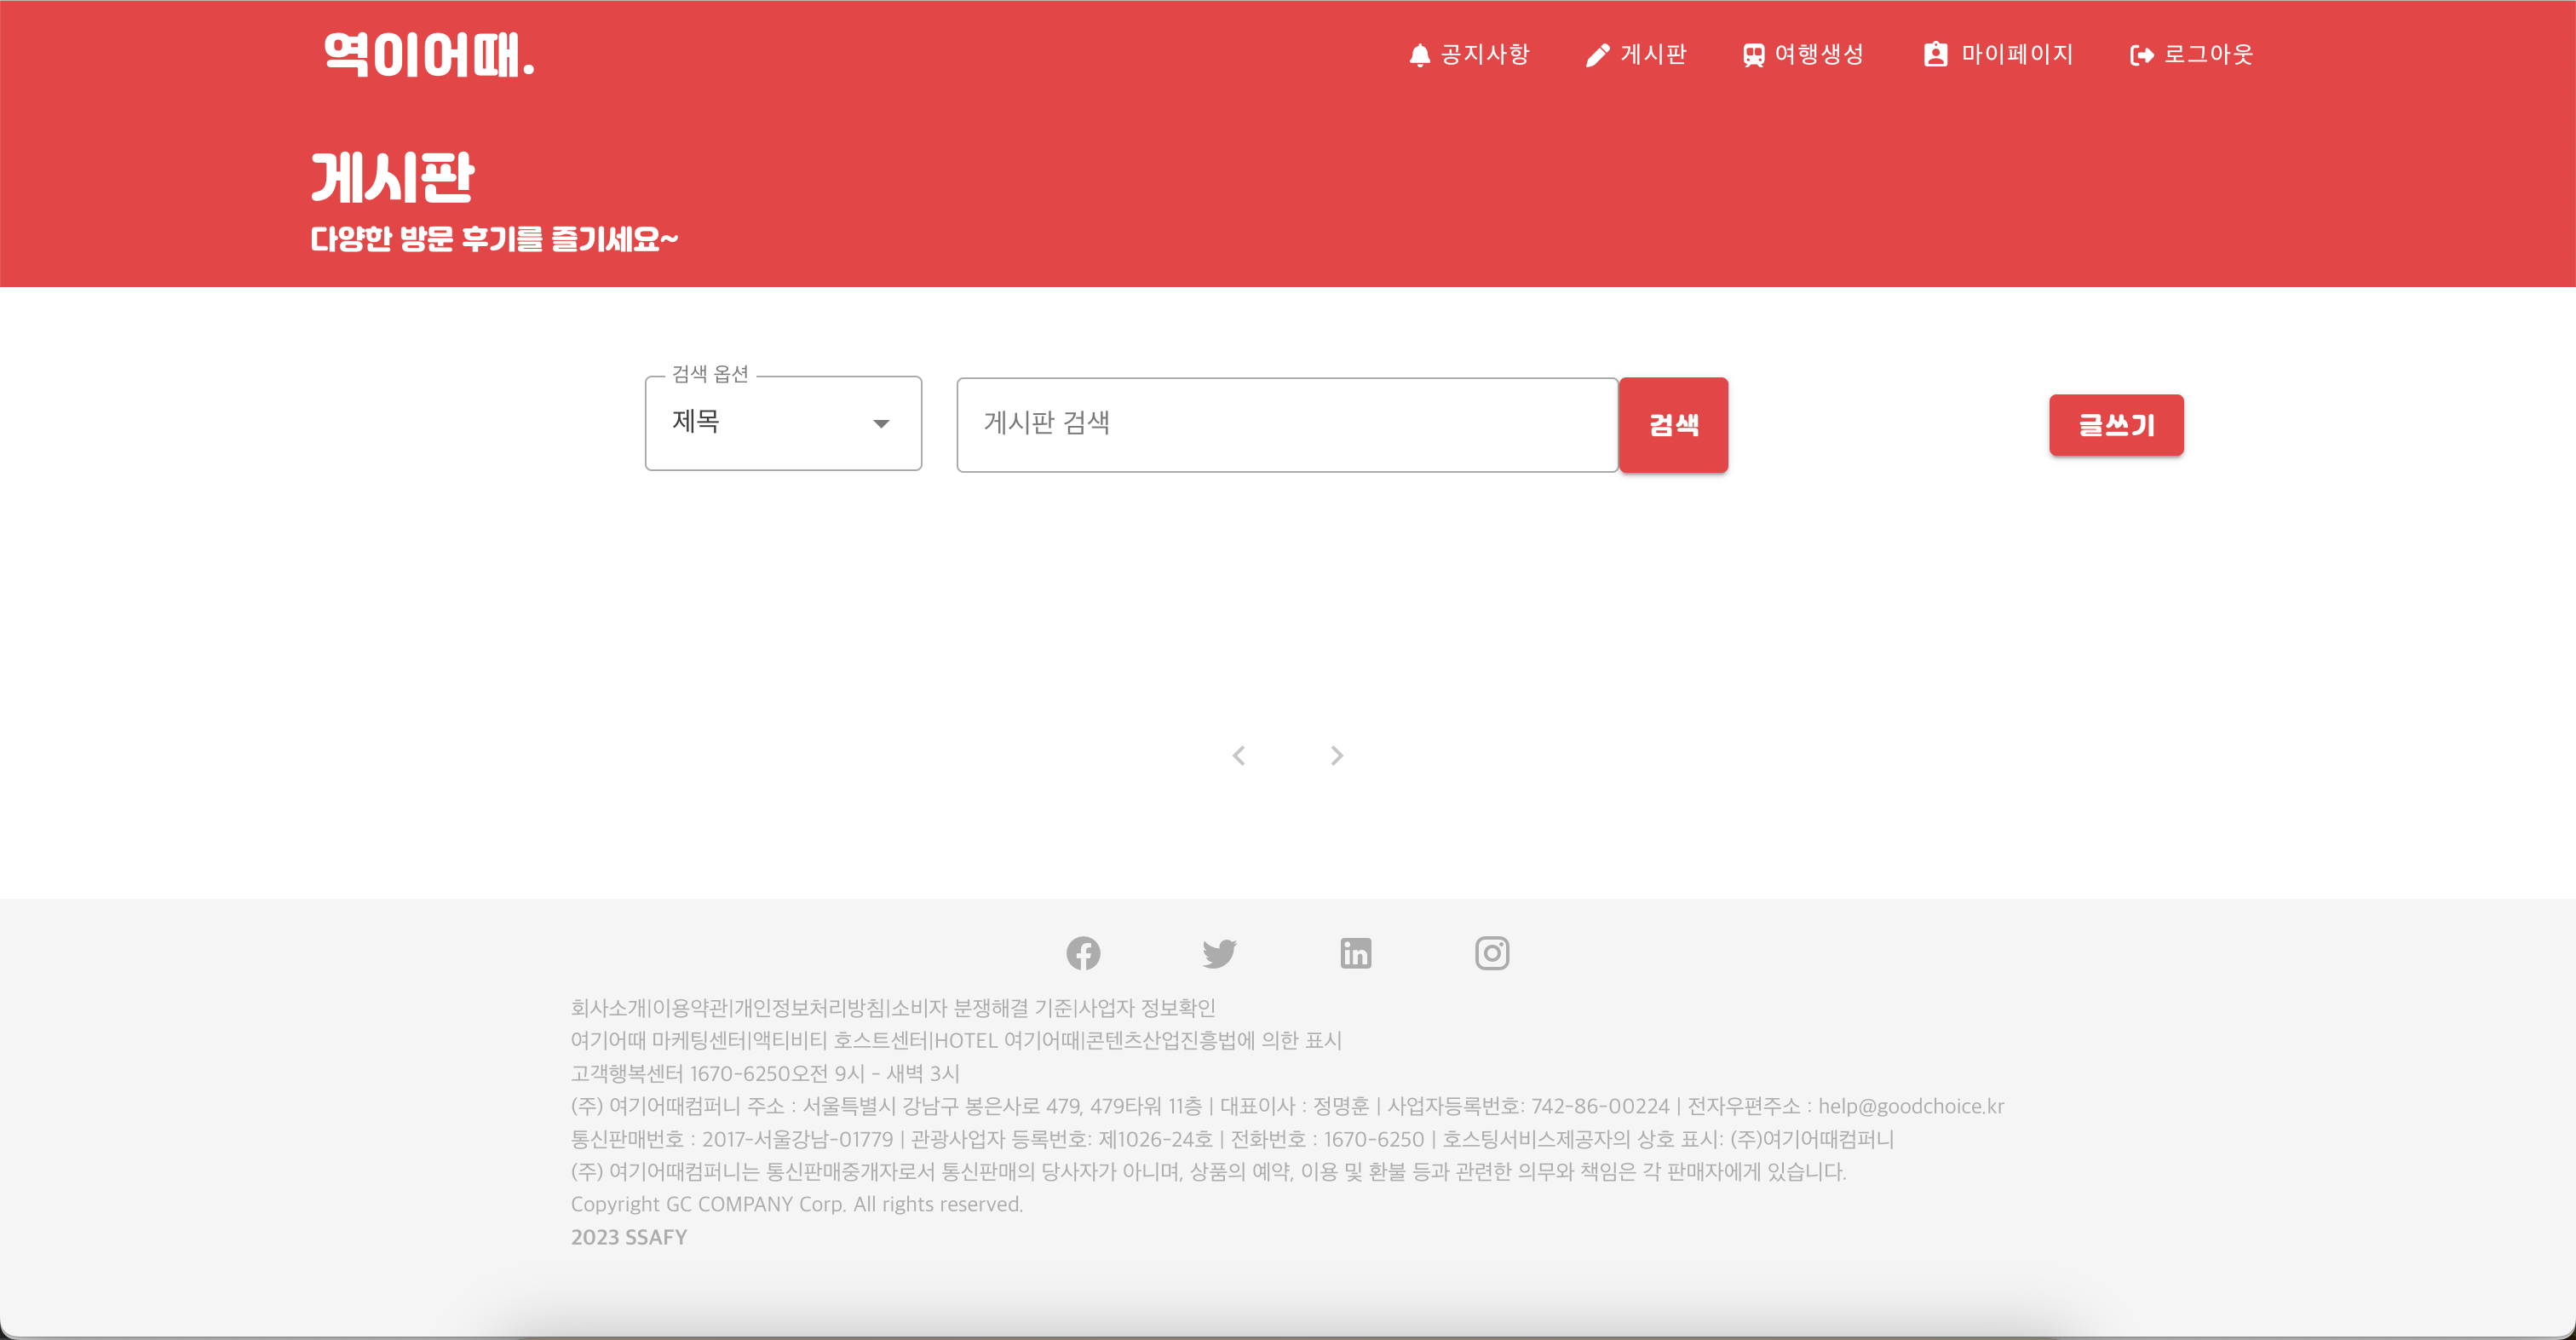 역이어때.
공지사항 게시판 여행생성 마이페이지 로그아웃
게시판
다양한 방문 후기를 즐기세요~
검색 옵션
제목
게시판 검색
검색
글쓰기
회사소개|이용약관|개인정보처리방침|소비자 분쟁해결 기준|사업자 정보확인
여기어때 마케팅센터|액티비티 호스트센터|HOTEL 여기어때|콘텐츠산업진흥법에 의한 표시
고객행복센터 1670-6250오전 9시 - 새벽 3시
(주) 여기어때컴퍼니 주소 : 서울특별시 강남구 봉은사로 479, 479타워 11층 | 대표이사 : 정명훈 | 사업자등록번호: 742-86-00224 | 전자우편주소 : help@goodchoice.kr
통신판매번호 : 2017-서울강남-01779 | 관광사업자 등록번호: 제1026-24호 | 전화번호 : 1670-6250 | 호스팅서비스제공자의 상호 표시: (주)여기어때컴퍼니
(주) 여기어때컴퍼니는 통신판매중개자로서 통신판매의 당사자가 아니며, 상품의 예약, 이용 및 환불 등과 관련한 의무와 책임은 각 판매자에게 있습니다.
Copyright GC COMPANY Corp. All rights reserved.
2023 SSAFY